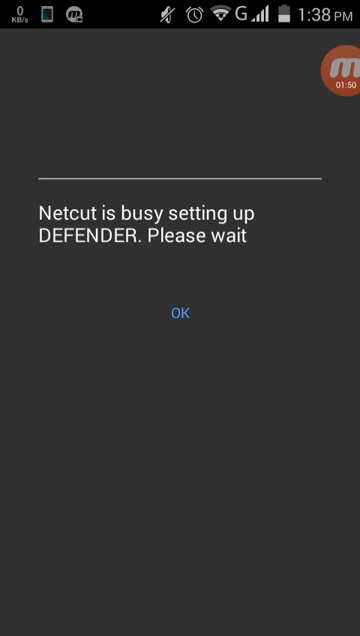 0
KB/s
G
1:38 PM
m
01:50
Netcut is busy setting up
DEFENDER. Please wait
OK